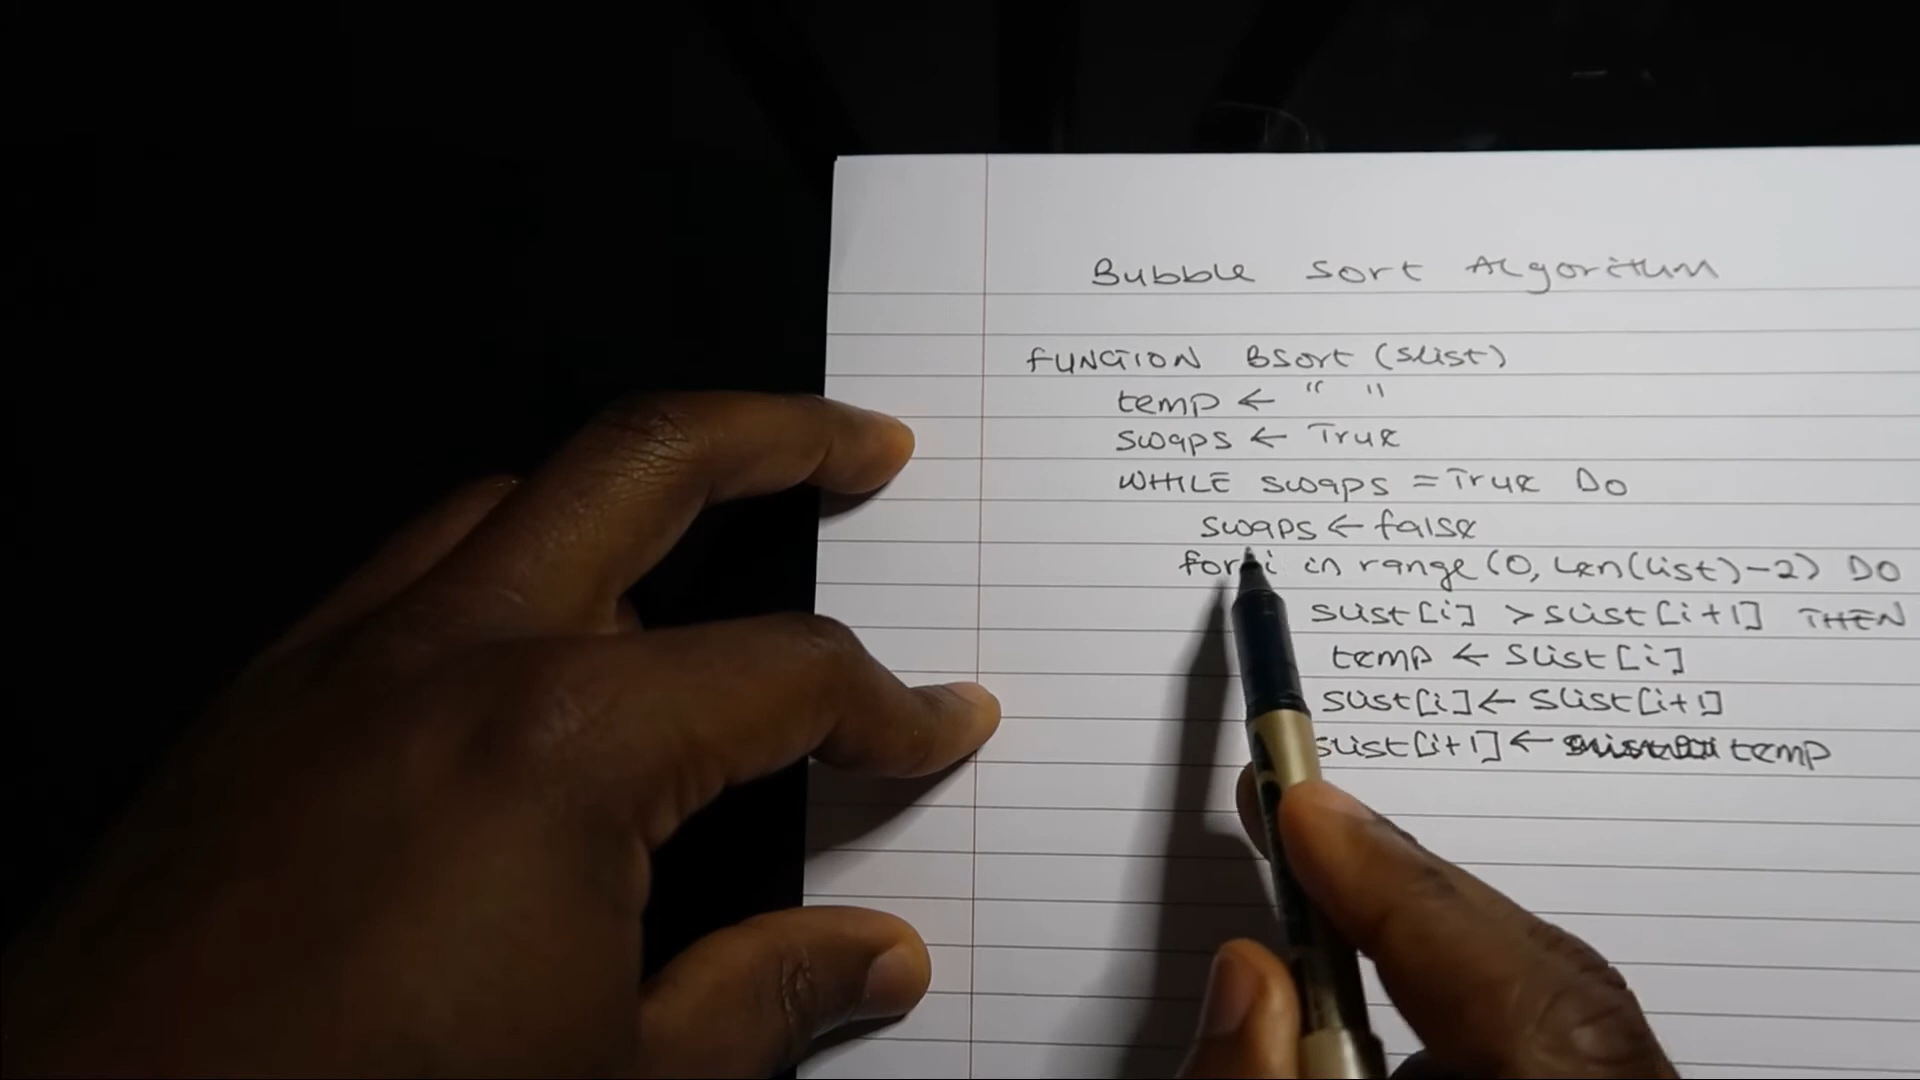 Bubble Sort Algorithm
FUNCTION BSort (slist)
temp ← " "
swaps ← True
WHILE swaps = True Do
swaps ← false
for i in range (0, Len(list) - 2) DO
slist[i] > slist[i+1] THEN
temp ← slist[i]
slist[i] ← slist[i+1]
slist[i+1] ← temp